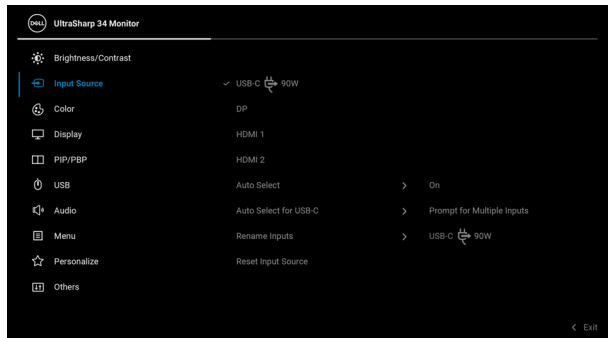 DELL UltraSharp 34 Monitor
Brightness/Contrast
Input Source USB-C 90W
Color DP
Display HDMI 1
PIP/PBP HDMI 2
USB Auto Select On
Audio Auto Select for USB-C Prompt for Multiple Inputs
Menu Rename Inputs USB-C 90W
Personalize Reset Input Source
Others
Exit